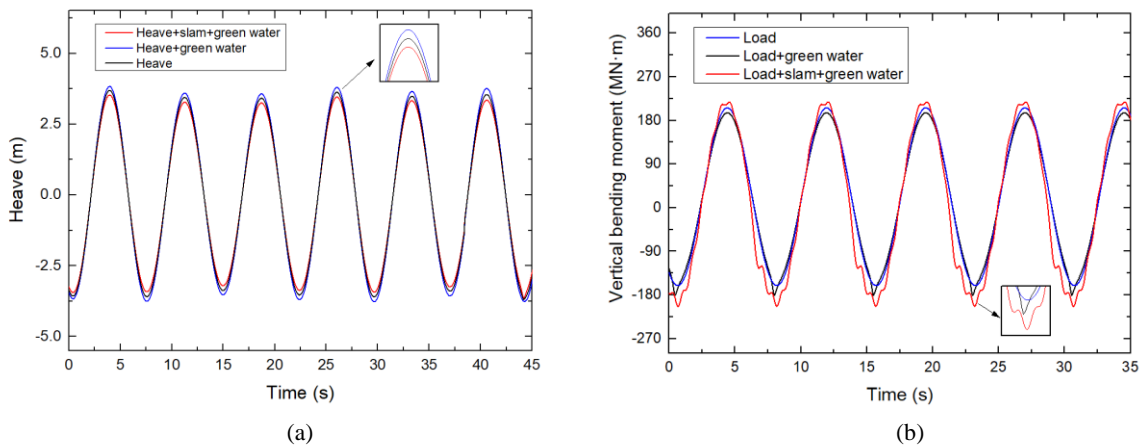 Heave+slam+green water
Heave+green water
Heave
Heave (m)
5.0
2.5
0.0
-2.5
-5.0
0 5 10 15 20 25 30 35 40 45
Time (s)
(a)
Load
Load+green water
Load+slam+green water
Vertical bending moment (MN·m)
360
270
180
90
0
-90
-180
-270
0 5 10 15 20 25 30 35
Time (s)
(b)